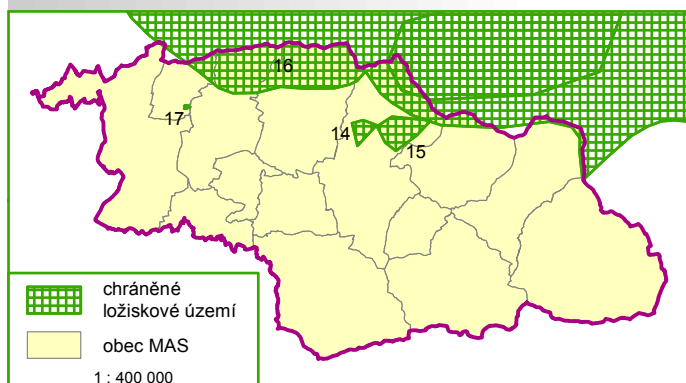 16
17
14
15
chráněné
ložiskové území
obec MAS
1 : 400 000